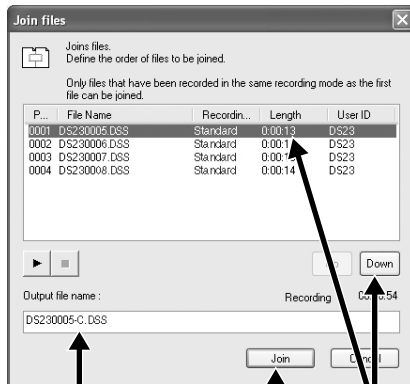 Join files
Joins files.
Define the order of files to be joined.
Only files that have been recorded in the same recording mode as the first
file can be joined.
P... File Name Recordin... Length User ID
0001 DS230005.DSS Standard 0:00:13 DS23
0002 DS230006.DSS Standard DS23
0003 DS230007.DSS Standard DS23
0004 DS230008.DSS Standard 0:00:14 DS23
Down
Output file name : Recording
DS230005-C.DSS
Join